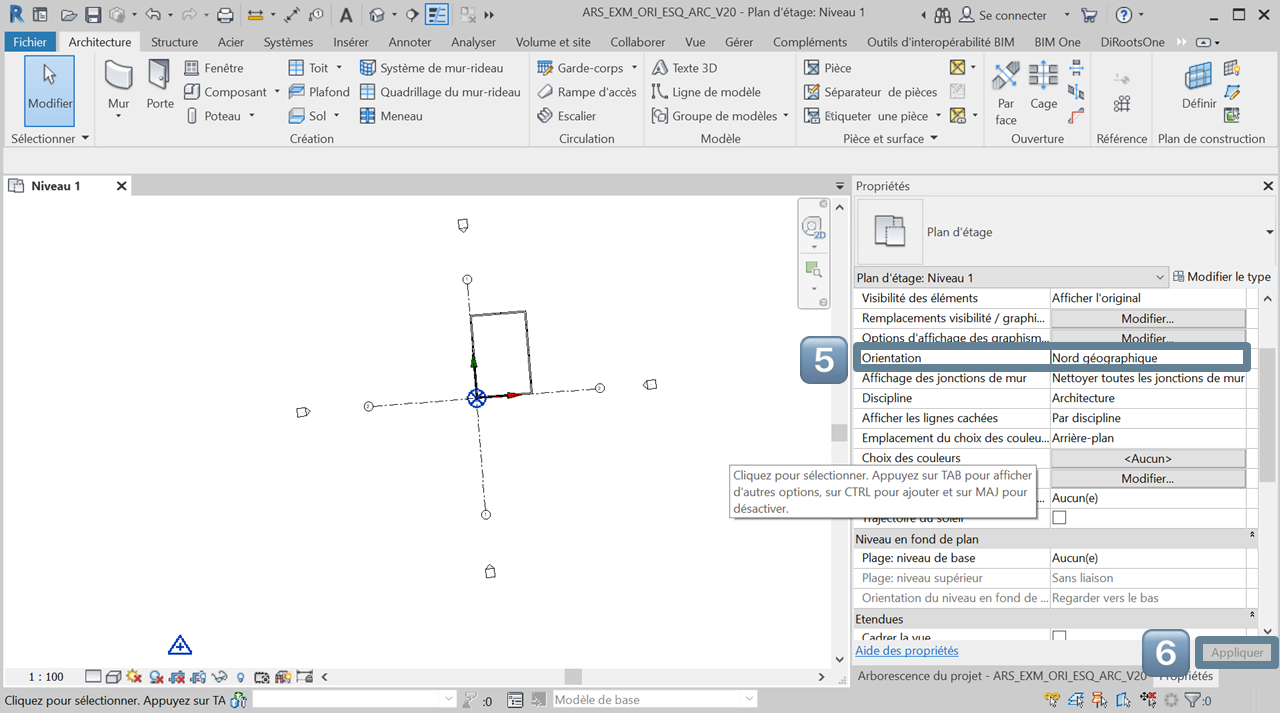 ARS_EXM_ORI_ESQ_ARC_V20 - Plan d'étage: Niveau 1
Se connecter
Fichier Architecture Structure Acier Systèmes Insérer Annoter Analyser Volume et site Collaborer Vue Gérer Compléments Outils d'interopérabilité BIM BIM One DiRootsOne
Fenêtre Toit Système de mur-rideau Garde-corps Texte 3D Pièce
Composant Plafond Quadrillage du mur-rideau Rampe d'accès Ligne de modèle Séparateur de pièces
Modifier Mur Porte Par face Cage Définir
Poteau Sol Meneau Escalier Groupe de modèles Etiqueter une pièce
Sélectionner Création Circulation Modèle Pièce et surface Ouverture Référence Plan de construction
Niveau 1
2D
Propriétés
Plan d'étage
Plan d'étage: Niveau 1 Modifier le type
Visibilité des éléments Afficher l'original
Remplacements visibilité / graphi... Modifier...
Options d'affichage des graphism... Modifier...
5
Orientation Nord géographique
Affichage des jonctions de mur Nettoyer toutes les jonctions de mur
Discipline Architecture
Afficher les lignes cachées Par discipline
Emplacement du choix des couleu... Arrière-plan
Choix des couleurs <Aucun>
Modifier...
Aucun(e)
Trajectoire du soleil
Cliquez pour sélectionner. Appuyez sur TAB pour afficher
d'autres options, sur CTRL pour ajouter et sur MAJ pour
désactiver.
Niveau en fond de plan
Plage: niveau de base Aucun(e)
Plage: niveau supérieur Sans liaison
Orientation du niveau en fond de ... Regarder vers le bas
Etendues
Cadrer la vue
Aide des propriétés
6
Appliquer
Arborescence du projet - ARS_EXM_ORI_ESQ_ARC_V20 Propriétés
1 : 100
Cliquez pour sélectionner. Appuyez sur TA :0 Modèle de base :0